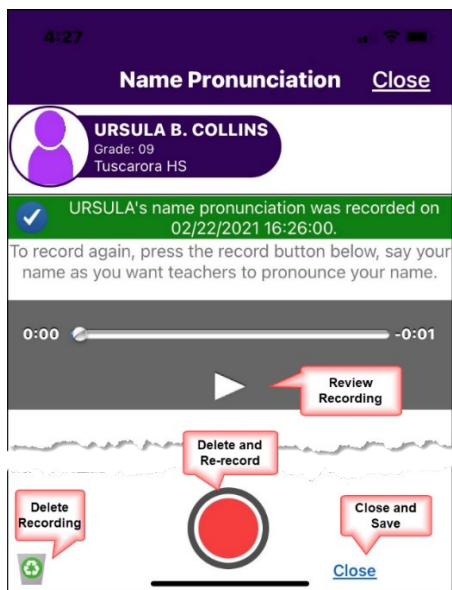 4:27
Name Pronunciation Close
URSULA B. COLLINS
Grade: 09
Tuscarora HS
URSULA's name pronunciation was recorded on
02/22/2021 16:26:00.
To record again, press the record button below, say your
name as you want teachers to pronounce your name.
0:00 -0:01
Review
Recording
Delete and
Re-record
Delete
Recording
Close and
Save
Close